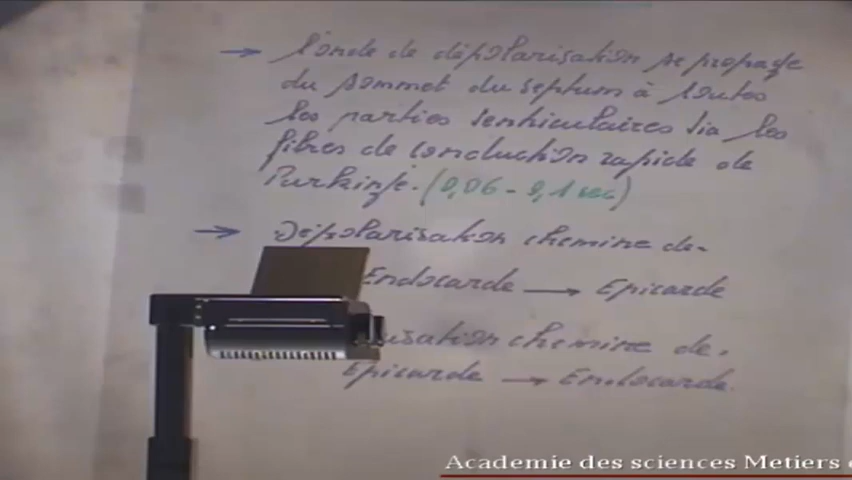 → L'onde de dépolarisation se propage
du sommet du septum à toutes
les parties ventriculaires via les
fibres de conduction rapide de
Purkinje. (0,06 - 0,1 sec)
→ Dépolarisation chemine de.
Endocarde → Epicarde
chemine de.
Epicarde → Endocarde.
Academie des sciences Metiers